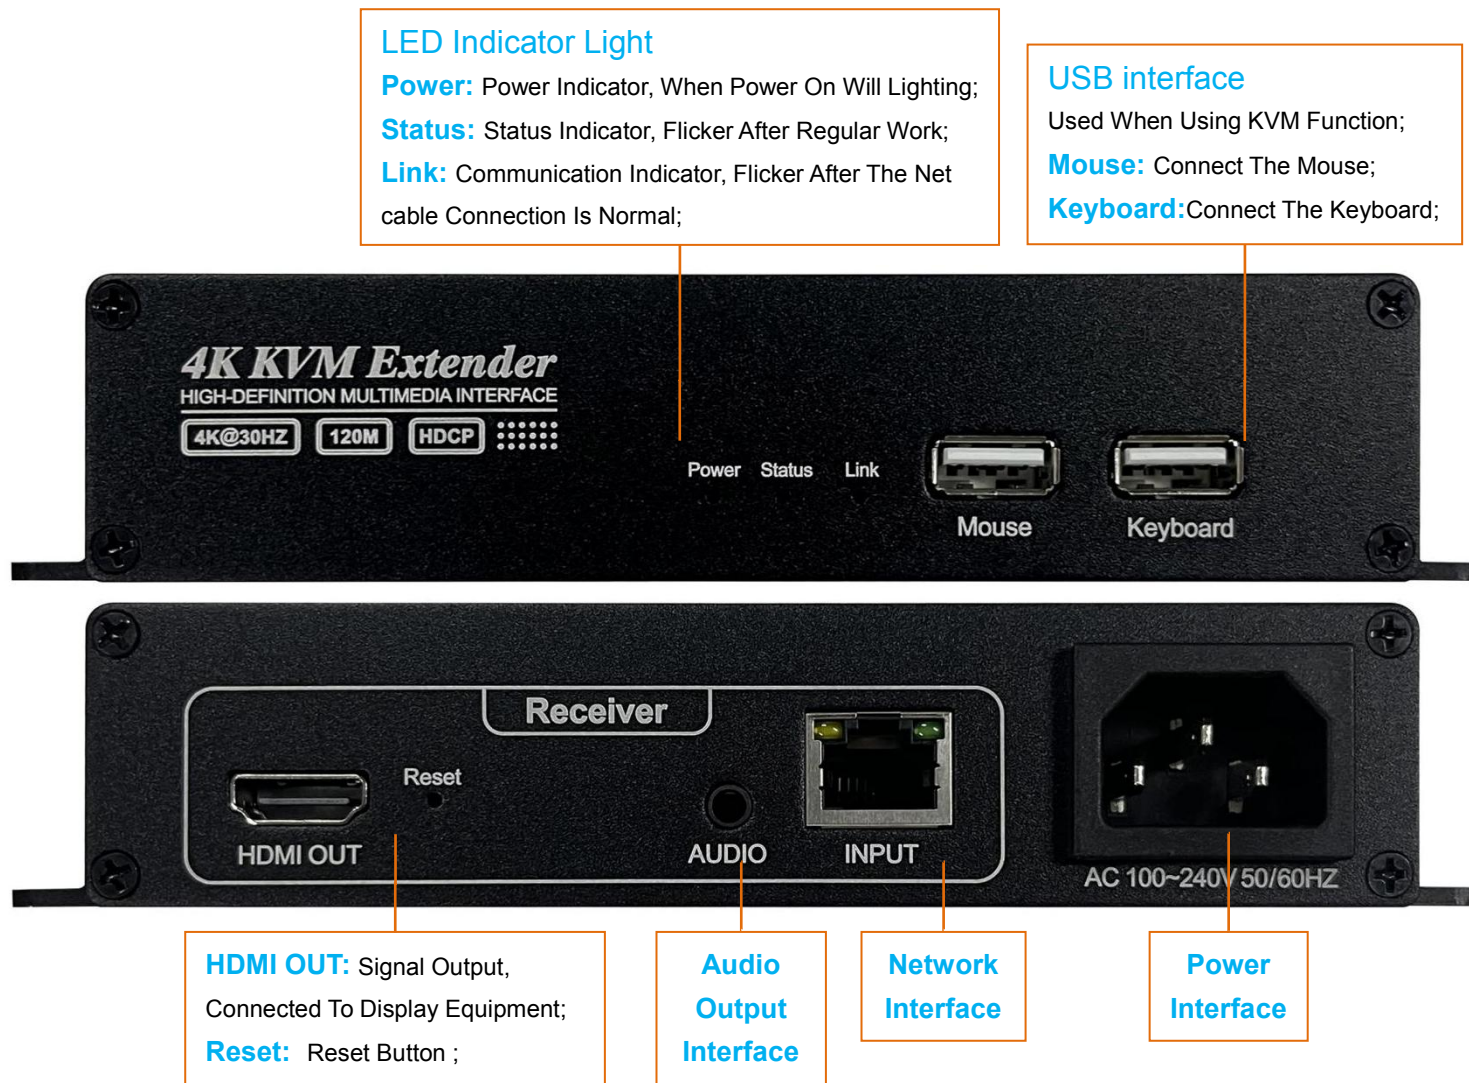 LED Indicator Light
Power: Power Indicator, When Power On Will Lighting;
Status: Status Indicator, Flicker After Regular Work;
Link: Communication Indicator, Flicker After The Net
cable Connection Is Normal;
USB interface
Used When Using KVM Function;
Mouse: Connect The Mouse;
Keyboard:Connect The Keyboard;
4K KVM Extender
HIGH-DEFINITION MULTIMEDIA INTERFACE
4K@30HZ 120M HDCP
Power Status Link
Mouse Keyboard
Receiver
Reset
HDMI OUT
AUDIO
INPUT
AC 100~240V 50/60HZ
HDMI OUT: Signal Output,
Connected To Display Equipment;
Reset: Reset Button ;
Audio
Output
Interface
Network
Interface
Power
Interface